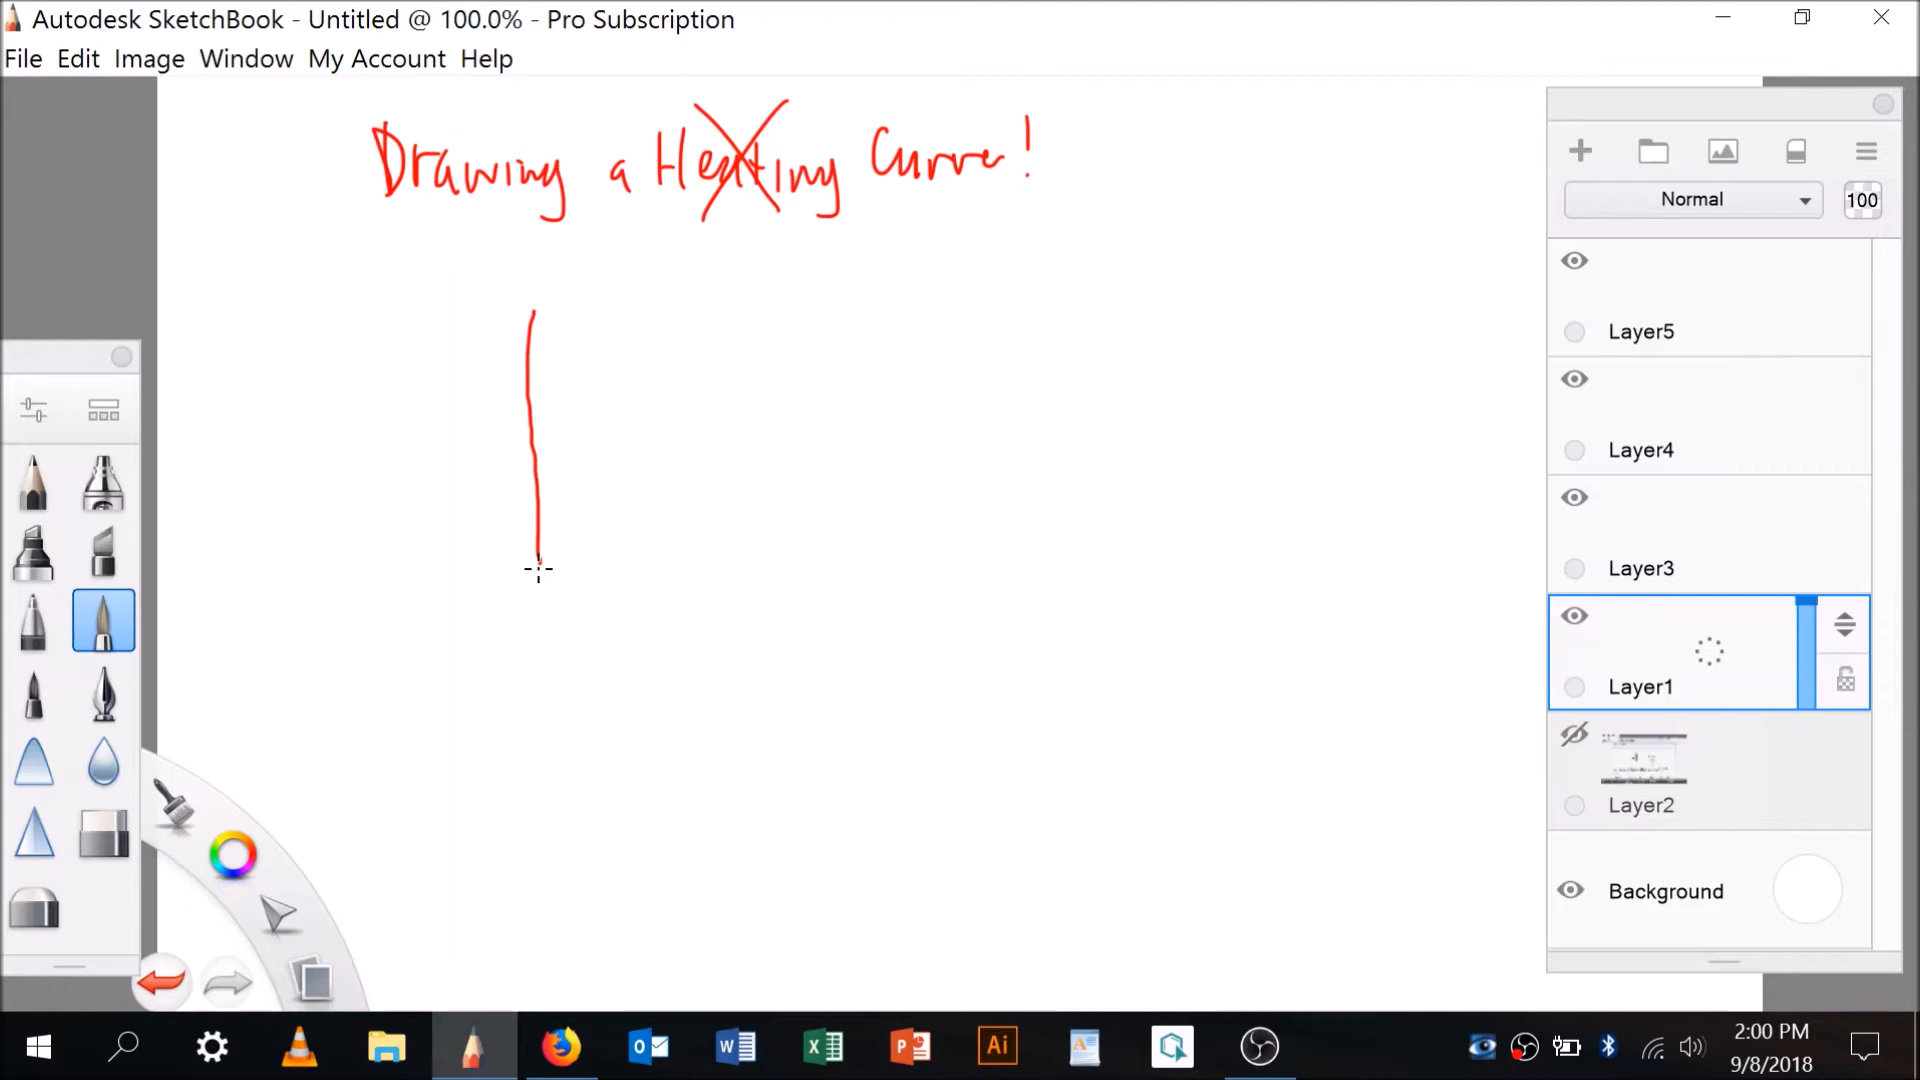 Autodesk SketchBook - Untitled @ 100.0% - Pro Subscription
File Edit Image Window My Account Help
Drawing a Heating Curve!
Normal
100
Layer5
Layer4
Layer3
Layer1
Layer2
Background
2:00 PM
9/8/2018